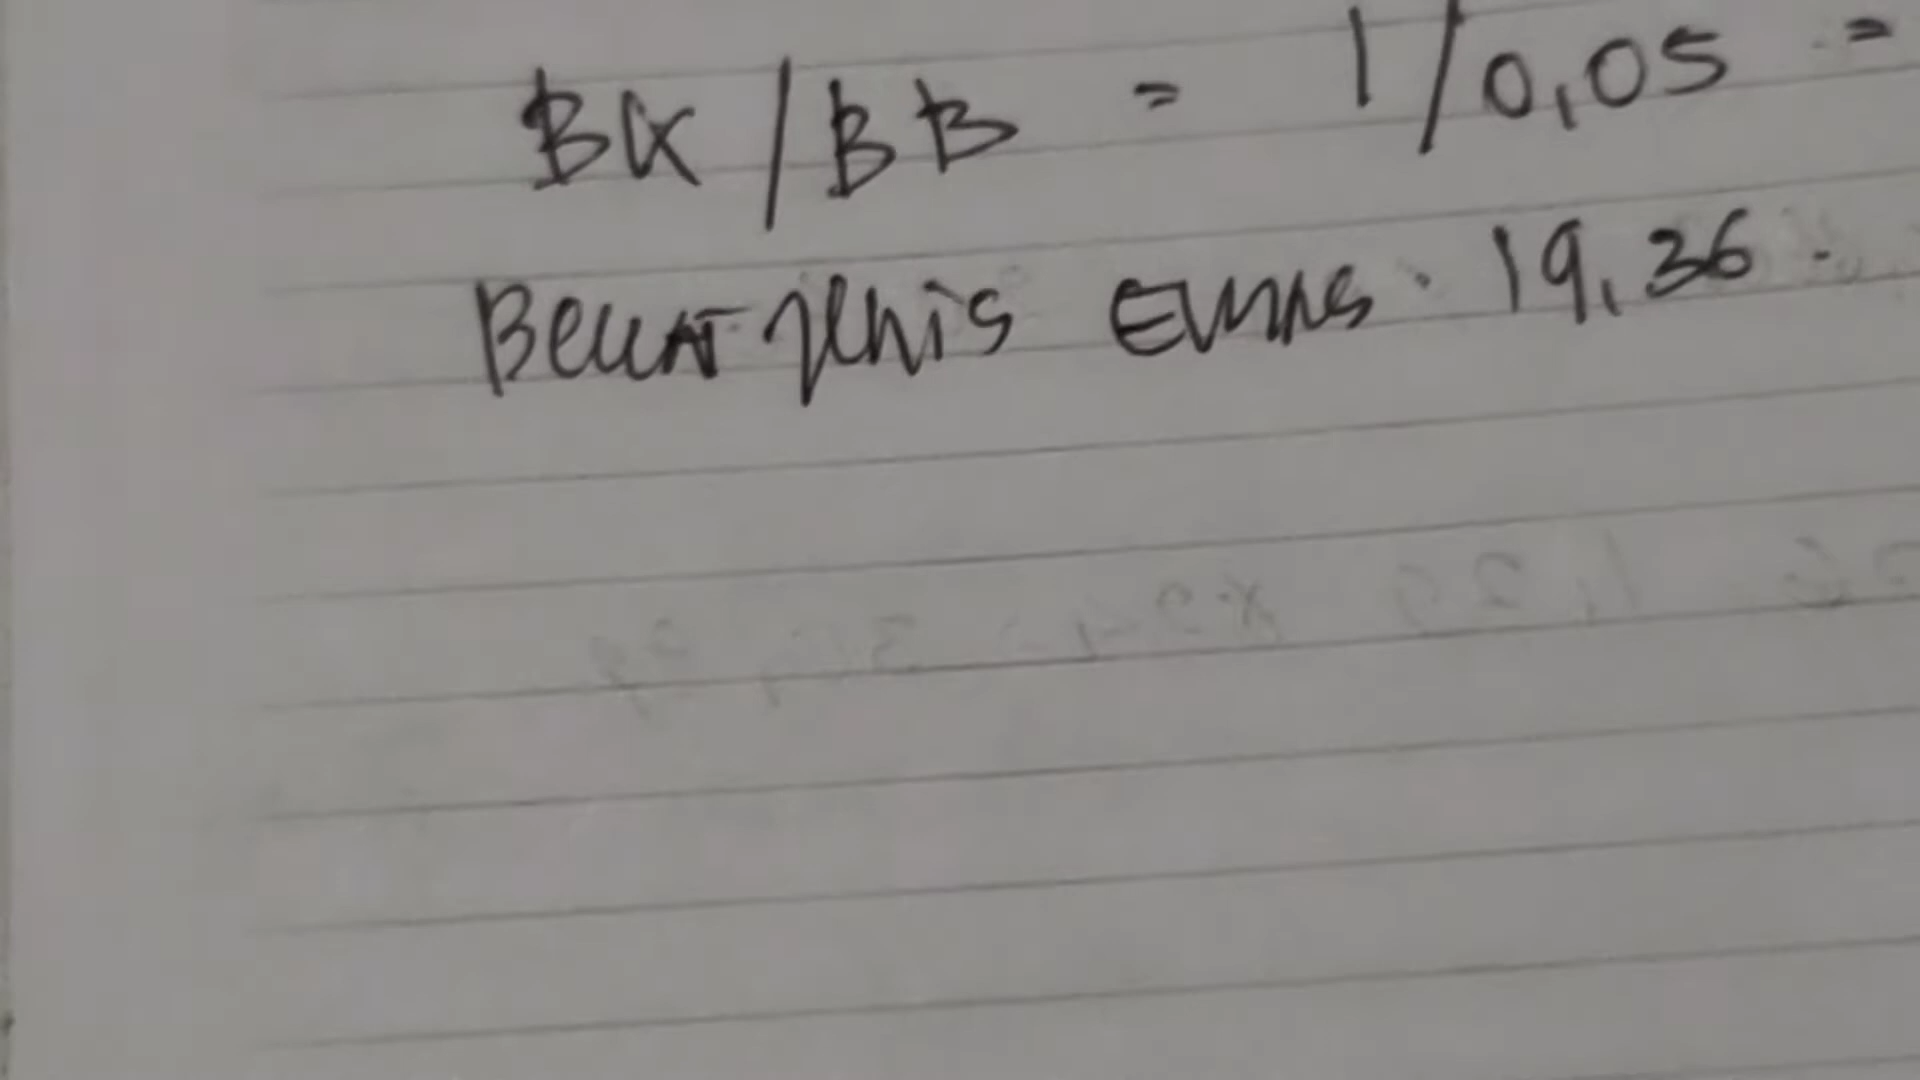 BK/BB = 1/0,05 =
Berat Jenis Emas. 19,36.